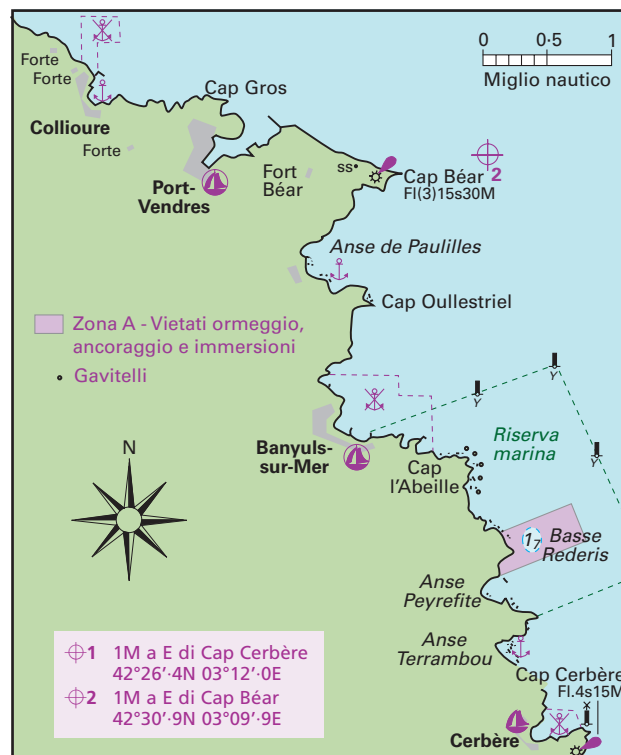 0 0·5 1
Miglio nautico
Forte
Forte
Collioure
Forte
Cap Gros
Port-
Vendres
Fort
Béar
ss
Cap Béar
Fl(3)15s30M
2
Anse de Paulilles
Cap Oullestriel
Zona A - Vietati ormeggio,
ancoraggio e immersioni
Gavitelli
Y
Y
Y
Riserva
marina
Banyuls-
sur-Mer
Cap
l'Abeille
N
1₇
Basse
Rederis
Anse
Peyrefite
Anse
Terrambou
Cap Cerbère
Fl.4s15M
Cerbère
1 1M a E di Cap Cerbère
42°26'·4N 03°12'·0E
2 1M a E di Cap Béar
42°30'·9N 03°09'·9E